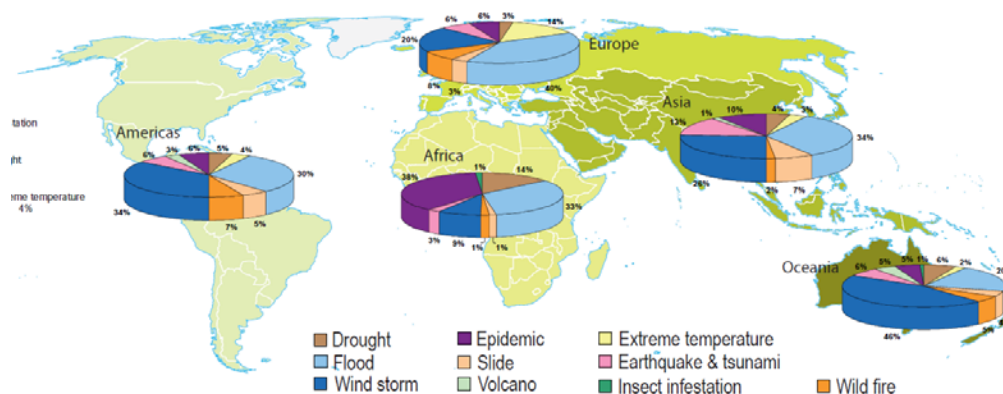 6% 6% 3% 14%
20% Europe
8% 3% 40%
Asia
1% 10% 4% 3%
13% 34%
26% 3% 7%
tation
Americas
ght
6% 3% 6% 5% 4%
30%
eme temperature
4%
34% 7% 5%
Africa
38% 1% 14%
33%
3% 9% 1% 1%
Oceania
6% 5% 5% 1% 6% 2% 20
46% 5%
Drought Epidemic Extreme temperature
Flood Slide Earthquake & tsunami
Wind storm Volcano Insect infestation Wild fire